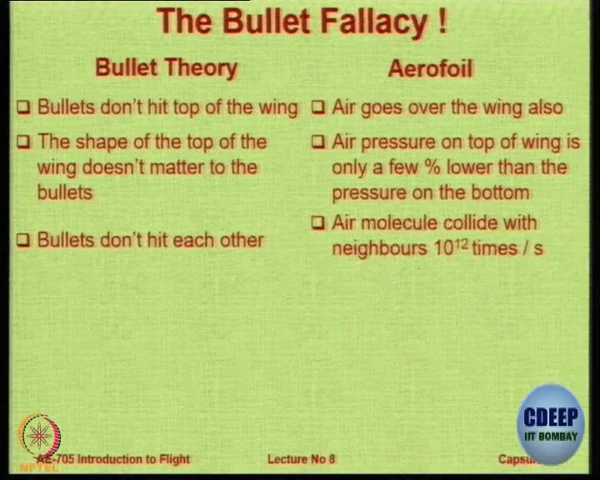 The Bullet Fallacy !
Bullet Theory
Aerofoil
❑ Bullets don't hit top of the wing
❑ The shape of the top of the
wing doesn't matter to the
bullets
❑ Bullets don't hit each other
❑ Air goes over the wing also
❑ Air pressure on top of wing is
only a few % lower than the
pressure on the bottom
❑ Air molecule collide with
neighbours 10¹² times / s
NPTEL
AE-705 Introduction to Flight
Lecture No 8
CDEEP
IIT BOMBAY